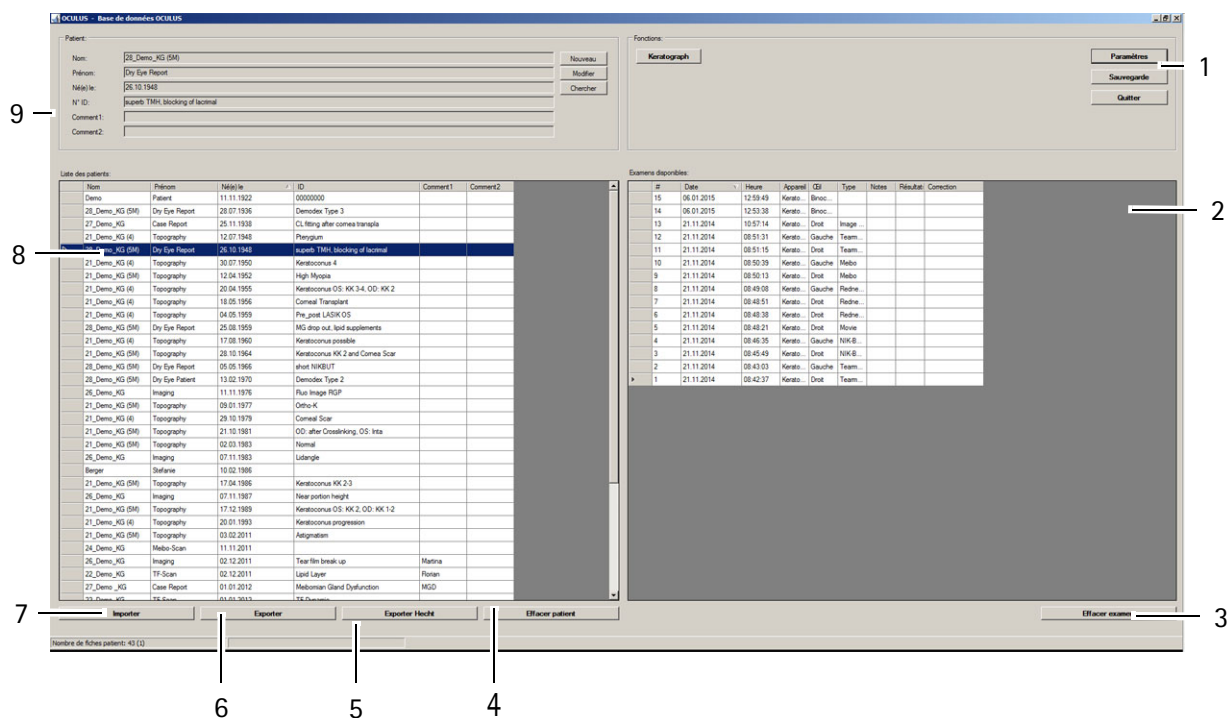 OCULUS - Base de données OCULUS
Patient:
Nom: 28_Demo_KG (5M) Nouveau
Prénom: Dry Eye Report Modifier
Né(e) le: 26.10.1948 Chercher
N° ID: superb TMH, blocking of lacrimal
Comment1:
Comment2:
Fonctions:
Keratograph Paramètres
Sauvegarde
Quitter
1
9
Liste des patients:
Nom Prénom Né(e) le ID Comment1 Comment2
Demo Patient 11.11.1922 00000000
28_Demo_KG (5M) Dry Eye Report 28.07.1936 Demodex Type 3
27_Demo_KG Case Report 25.11.1938 CL fitting after cornea transpla
21_Demo_KG (4) Topography 12.07.1948 Pterygium
28_Demo_KG (5M) Dry Eye Report 26.10.1948 superb TMH, blocking of lacrimal
21_Demo_KG (4) Topography 30.07.1950 Keratoconus 4
21_Demo_KG (5M) Topography 12.04.1952 High Myopia
21_Demo_KG (4) Topography 20.04.1955 Keratoconus OS: KK 3-4, OD: KK 2
21_Demo_KG (4) Topography 18.05.1956 Corneal Transplant
21_Demo_KG (4) Topography 04.05.1959 Pre_post LASIK OS
28_Demo_KG (5M) Dry Eye Report 25.08.1959 MG drop out, lipid supplements
21_Demo_KG (4) Topography 17.08.1960 Keratoconus possible
21_Demo_KG (5M) Topography 28.10.1964 Keratoconus KK 2 and Cornea Scar
28_Demo_KG (5M) Dry Eye Report 05.05.1966 short NIKBUT
28_Demo_KG (5M) Dry Eye Patient 13.02.1970 Demodex Type 2
26_Demo_KG Imaging 11.11.1976 Fluo Image RGP
21_Demo_KG (5M) Topography 09.01.1977 Ortho-K
21_Demo_KG (4) Topography 29.10.1979 Corneal Scar
21_Demo_KG (5M) Topography 21.10.1981 OD: after Crosslinking, OS: Inta
21_Demo_KG (5M) Topography 02.03.1983 Normal
26_Demo_KG Imaging 07.11.1983 Lidangle
Berger Stefanie 10.02.1986
21_Demo_KG (5M) Topography 17.04.1986 Keratoconus KK 2-3
26_Demo_KG Imaging 07.11.1987 Near portion height
21_Demo_KG (5M) Topography 17.12.1989 Keratoconus OS: KK 2, OD: KK 1-2
21_Demo_KG (4) Topography 20.01.1993 Keratoconus progression
21_Demo_KG (5M) Topography 03.02.2011 Astigmatism
24_Demo_KG Meibo-Scan 11.11.2011
26_Demo_KG Imaging 02.12.2011 Tear film break up Martina
22_Demo_KG TF-Scan 02.12.2011 Lipid Layer Florian
27_Demo _KG Case Report 01.01.2012 Meibomian Gland Dysfunction MGD
22_Demo_KG TF-Scan 01.01.2013 TF-Dynamic
8
Examens disponibles:
# Date Heure Appareil Œil Type Notes Résultat Correction
15 06.01.2015 12:59:49 Kerato... Binoc...
14 06.01.2015 12:53:38 Kerato... Binoc...
13 21.11.2014 10:57:14 Kerato... Droit Image ...
12 21.11.2014 08:51:31 Kerato... Gauche Team...
11 21.11.2014 08:51:15 Kerato... Droit Team...
10 21.11.2014 08:50:39 Kerato... Gauche Meibo
9 21.11.2014 08:50:13 Kerato... Droit Meibo
8 21.11.2014 08:49:08 Kerato... Gauche Redne...
7 21.11.2014 08:48:51 Kerato... Droit Redne...
6 21.11.2014 08:48:38 Kerato... Droit Redne...
5 21.11.2014 08:48:21 Kerato... Droit Movie
4 21.11.2014 08:46:35 Kerato... Gauche NIK-B...
3 21.11.2014 08:45:49 Kerato... Droit NIK-B...
2 21.11.2014 08:43:03 Kerato... Gauche Team...
1 21.11.2014 08:42:37 Kerato... Droit Team...
2
7 Importer Exporter Exporter Hecht Effacer patient Effacer examen 3
Nombre de fiches patient: 43 (1)
6 5 4